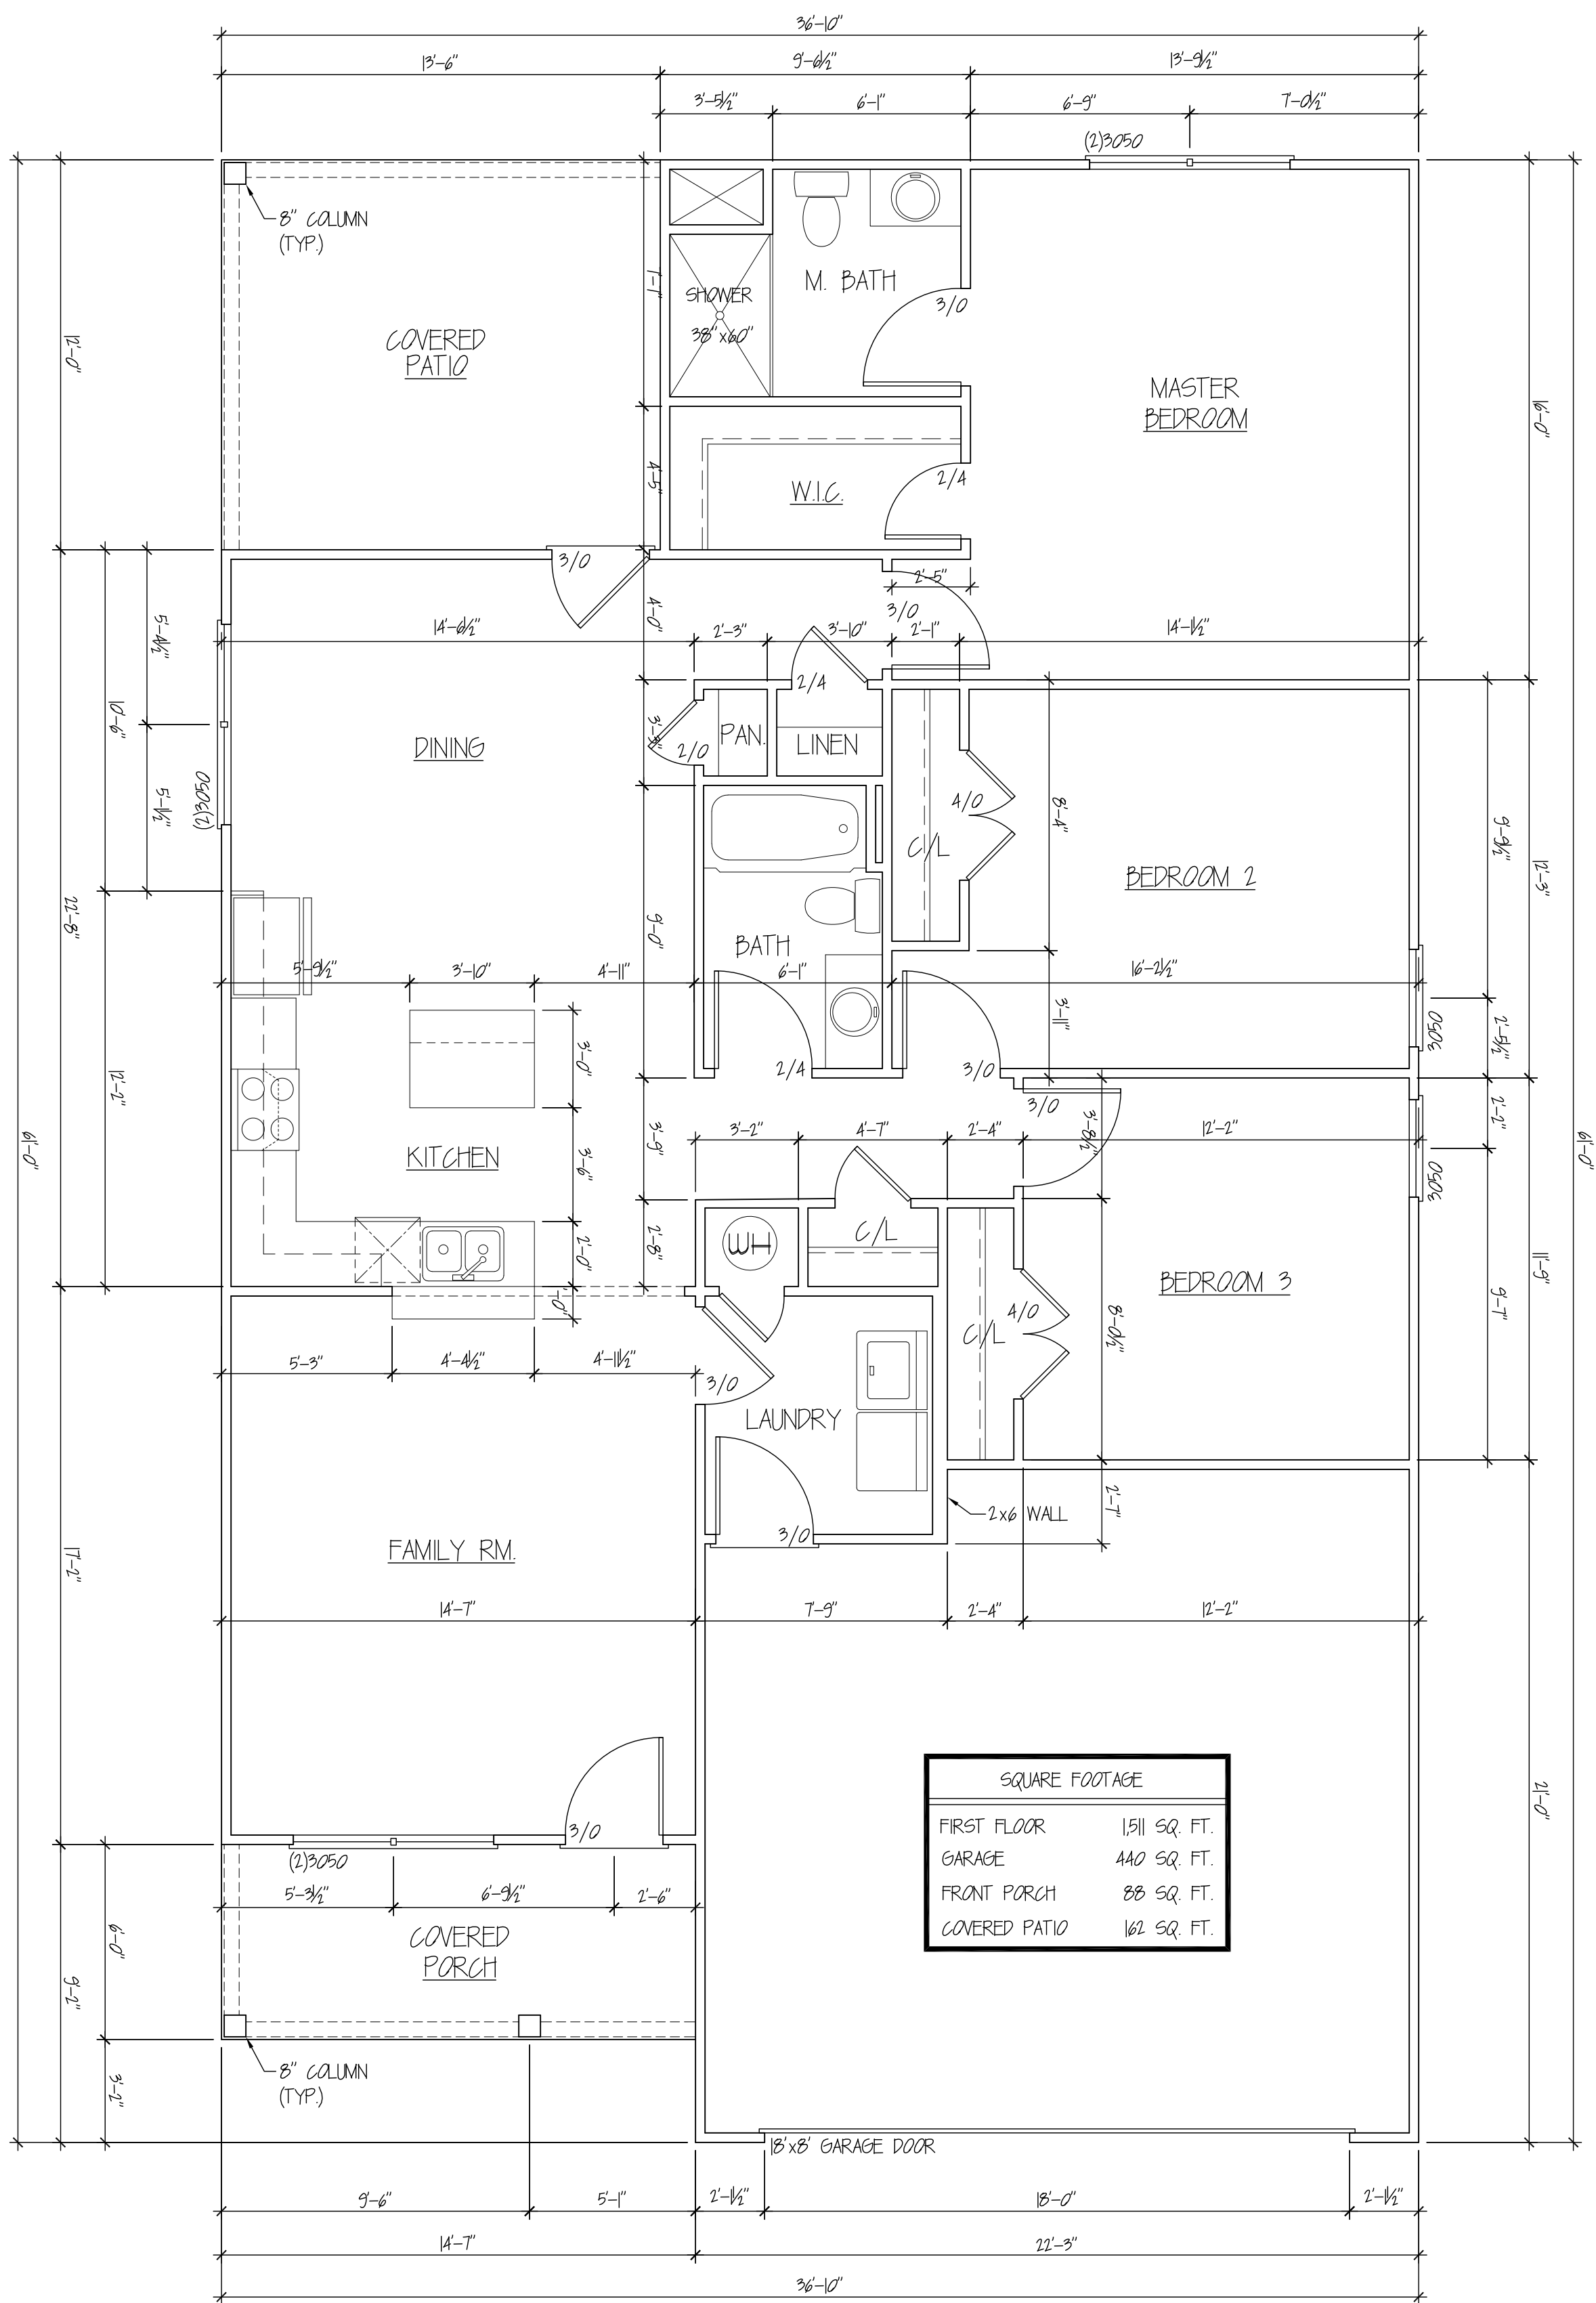 36'-10"
13'-6"
9'-6½"
13'-9½"
3'-5½"
6'-1"
6'-9"
7'-0½"
(2)3050
8" COLUMN
(TYP.)
M. BATH
SHOWER
38"x60"
7'-1"
3/0
COVERED
PATIO
12'-0"
MASTER
BEDROOM
16'-0"
4'-5"
W.I.C.
2/4
3/0
2'-5"
3/0
5'-4½"
14'-6½"
4'-0"
2'-3"
3'-10"
2'-1"
14'-1½"
2/4
10'-6"
DINING
3'-3"
2/0
PAN.
LINEN
5'-1½"
(2)3050
4/0
8'-4"
C/L
9'-9½"
12'-3"
BEDROOM 2
22'-8"
9'-0"
BATH
5'-9½"
3'-10"
4'-11"
6'-1"
16'-2½"
3'-11"
3050
2'-5½"
3'-0"
2/4
3/0
12'-2"
3/0
61'-0"
61'-0"
KITCHEN
3'-6"
3'-9"
3'-2"
4'-7"
2'-4"
3'-8½"
12'-2"
2'-2"
3050
WH
C/L
2'-0"
2'-8"
BEDROOM 3
11'-9"
9'-7"
1'-0"
4/0
C/L
8'-0½"
5'-3"
4'-4½"
4'-11½"
3/0
LAUNDRY
2'-7"
2x6 WALL
3/0
17'-2"
FAMILY RM.
14'-7"
7'-9"
2'-4"
12'-2"
21'-0"
SQUARE FOOTAGE
FIRST FLOOR 1,511 SQ. FT.
GARAGE 440 SQ. FT.
FRONT PORCH 88 SQ. FT.
COVERED PATIO 162 SQ. FT.
3/0
(2)3050
5'-3½"
6'-9½"
2'-6"
6'-0"
COVERED
PORCH
9'-2"
8" COLUMN
(TYP.)
3'-2"
18'x8' GARAGE DOOR
9'-6"
5'-1"
2'-1½"
18'-0"
2'-1½"
14'-7"
22'-3"
36'-10"